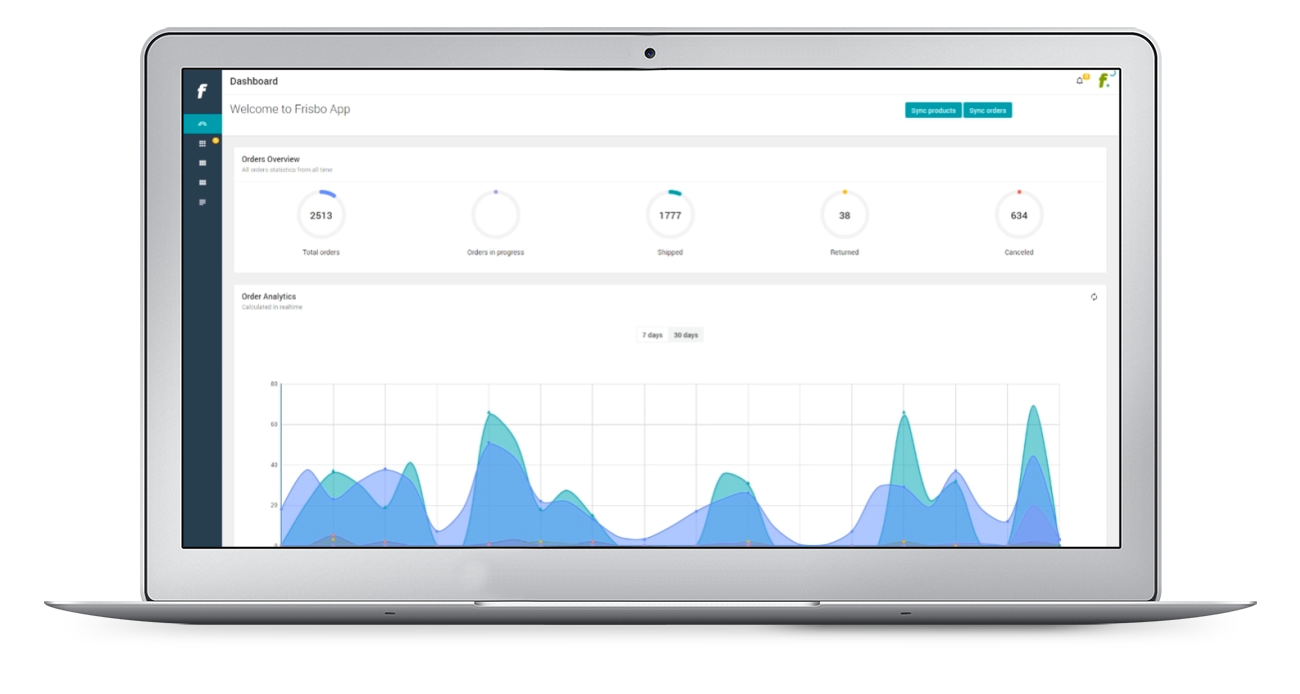 f
Dashboard
f.
Welcome to Frisbo App
Sync products
Sync orders
Orders Overview
All orders statistics from all time
2513
1777
38
634
Total orders
Orders in progress
Shipped
Returned
Canceled
Order Analytics
Calculated in realtime
7 days
30 days
80
60
40
20